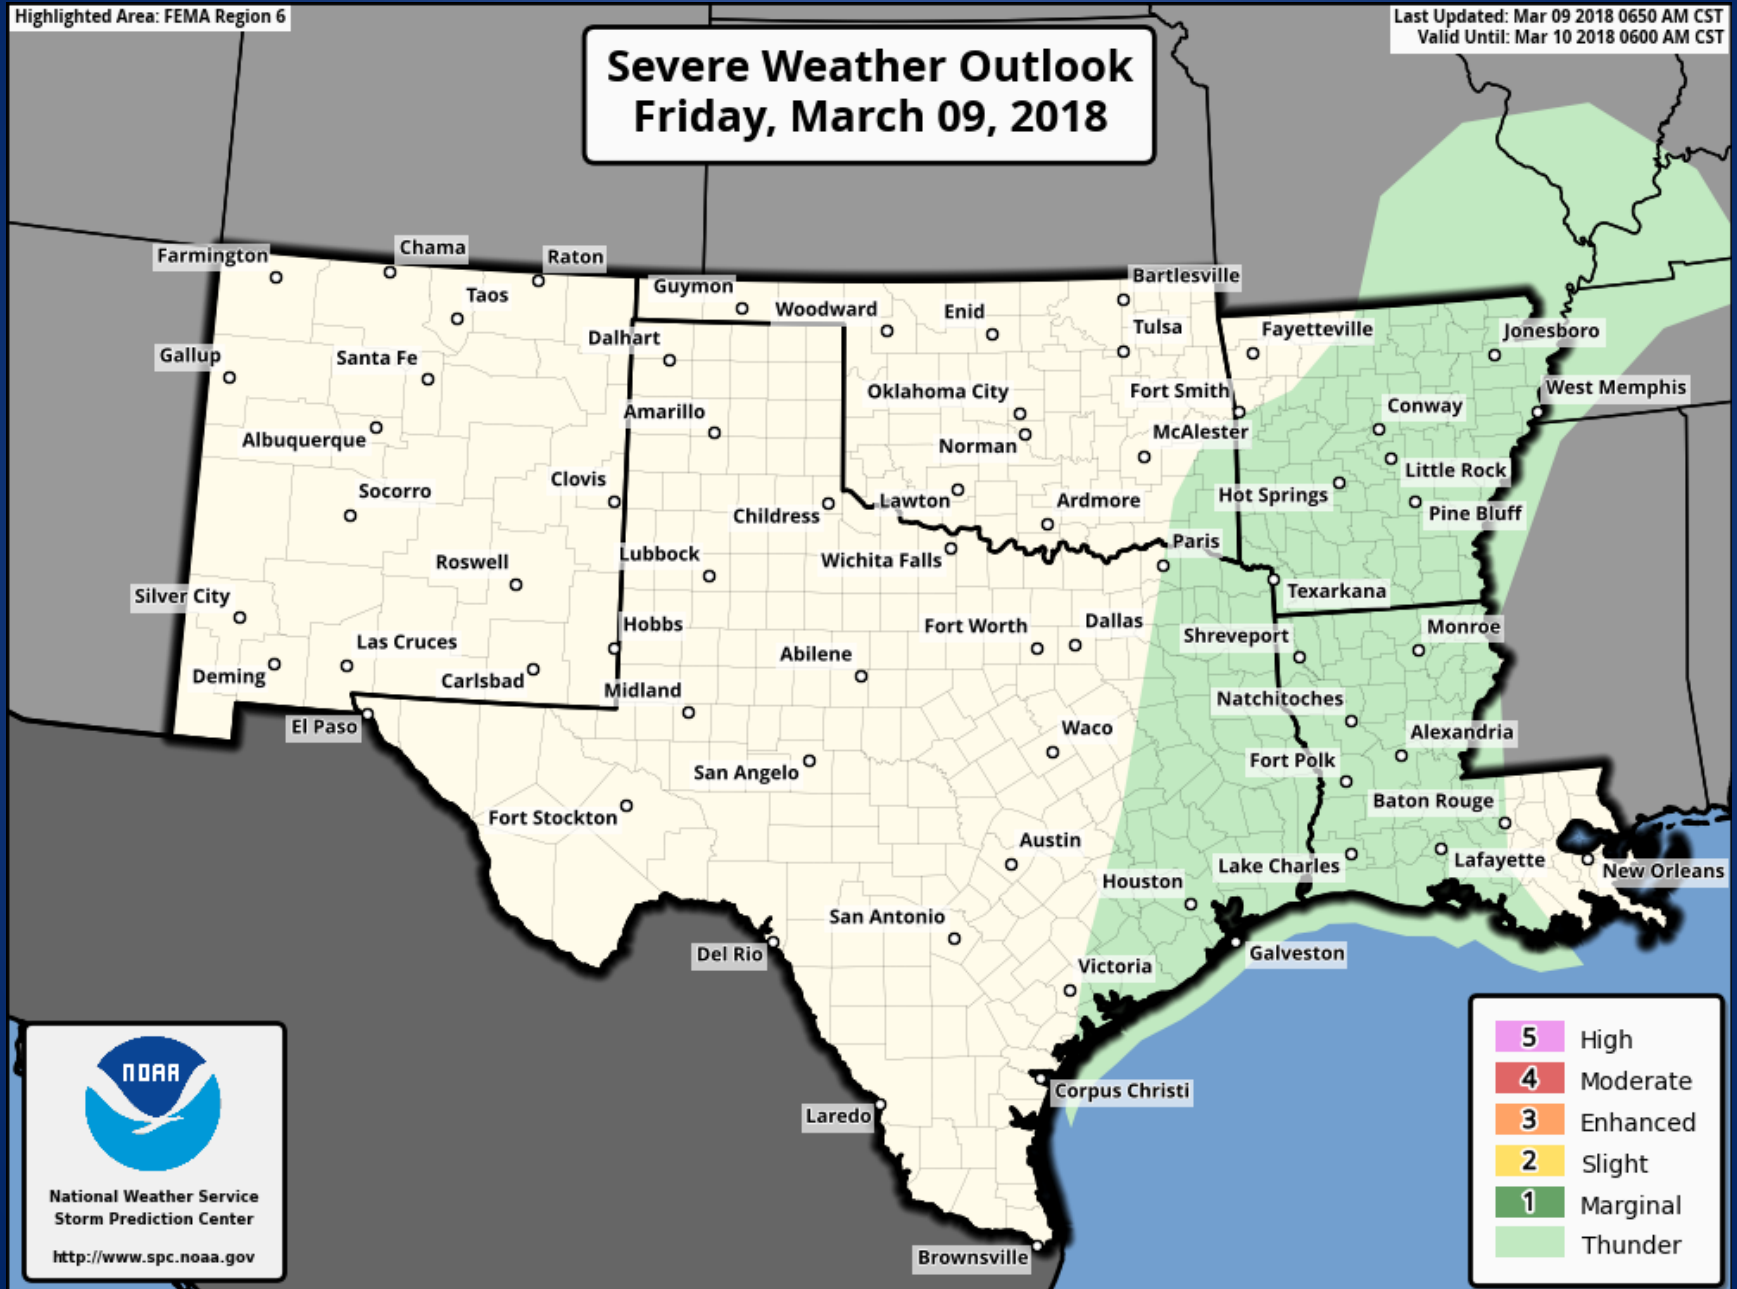 Highlighted Area: FEMA Region 6
Last Updated: Mar 09 2018 0650 AM CST
Valid Until: Mar 10 2018 0600 AM CST
Severe Weather Outlook
Friday, March 09, 2018
Farmington
Chama
Raton
Taos
Guymon
Woodward
Enid
Bartlesville
Tulsa
Fayetteville
Jonesboro
Gallup
Santa Fe
Dalhart
Oklahoma City
Fort Smith
West Memphis
Albuquerque
Amarillo
Norman
McAlester
Conway
Little Rock
Socorro
Clovis
Childress
Lawton
Ardmore
Hot Springs
Pine Bluff
Roswell
Lubbock
Wichita Falls
Paris
Texarkana
Silver City
Las Cruces
Hobbs
Fort Worth
Dallas
Shreveport
Monroe
Deming
Carlsbad
Midland
Abilene
Natchitoches
El Paso
San Angelo
Waco
Alexandria
Fort Polk
Fort Stockton
Baton Rouge
Austin
Lake Charles
Lafayette
New Orleans
Houston
San Antonio
Del Rio
Victoria
Galveston
Corpus Christi
Laredo
Brownsville
NOAA
National Weather Service
Storm Prediction Center
http://www.spc.noaa.gov
5 High
4 Moderate
3 Enhanced
2 Slight
1 Marginal
Thunder